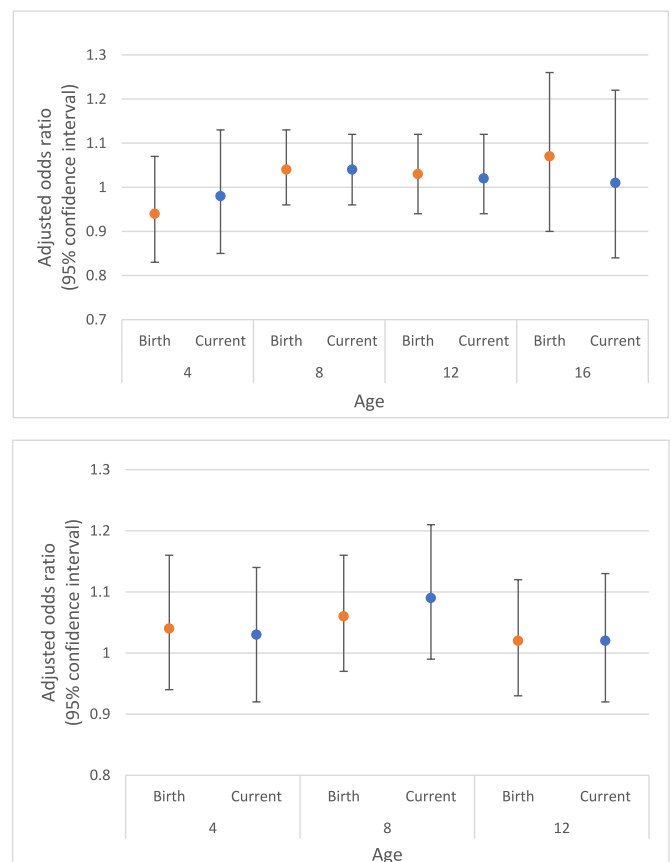 Adjusted odds ratio
(95% confidence interval)
1.3
1.2
1.1
1
0.9
0.8
0.7
Birth Current Birth Current Birth Current Birth Current
4 8 12 16
Age
Adjusted odds ratio
(95% confidence interval)
1.3
1.2
1.1
1
0.9
0.8
Birth Current Birth Current Birth Current
4 8 12
Age